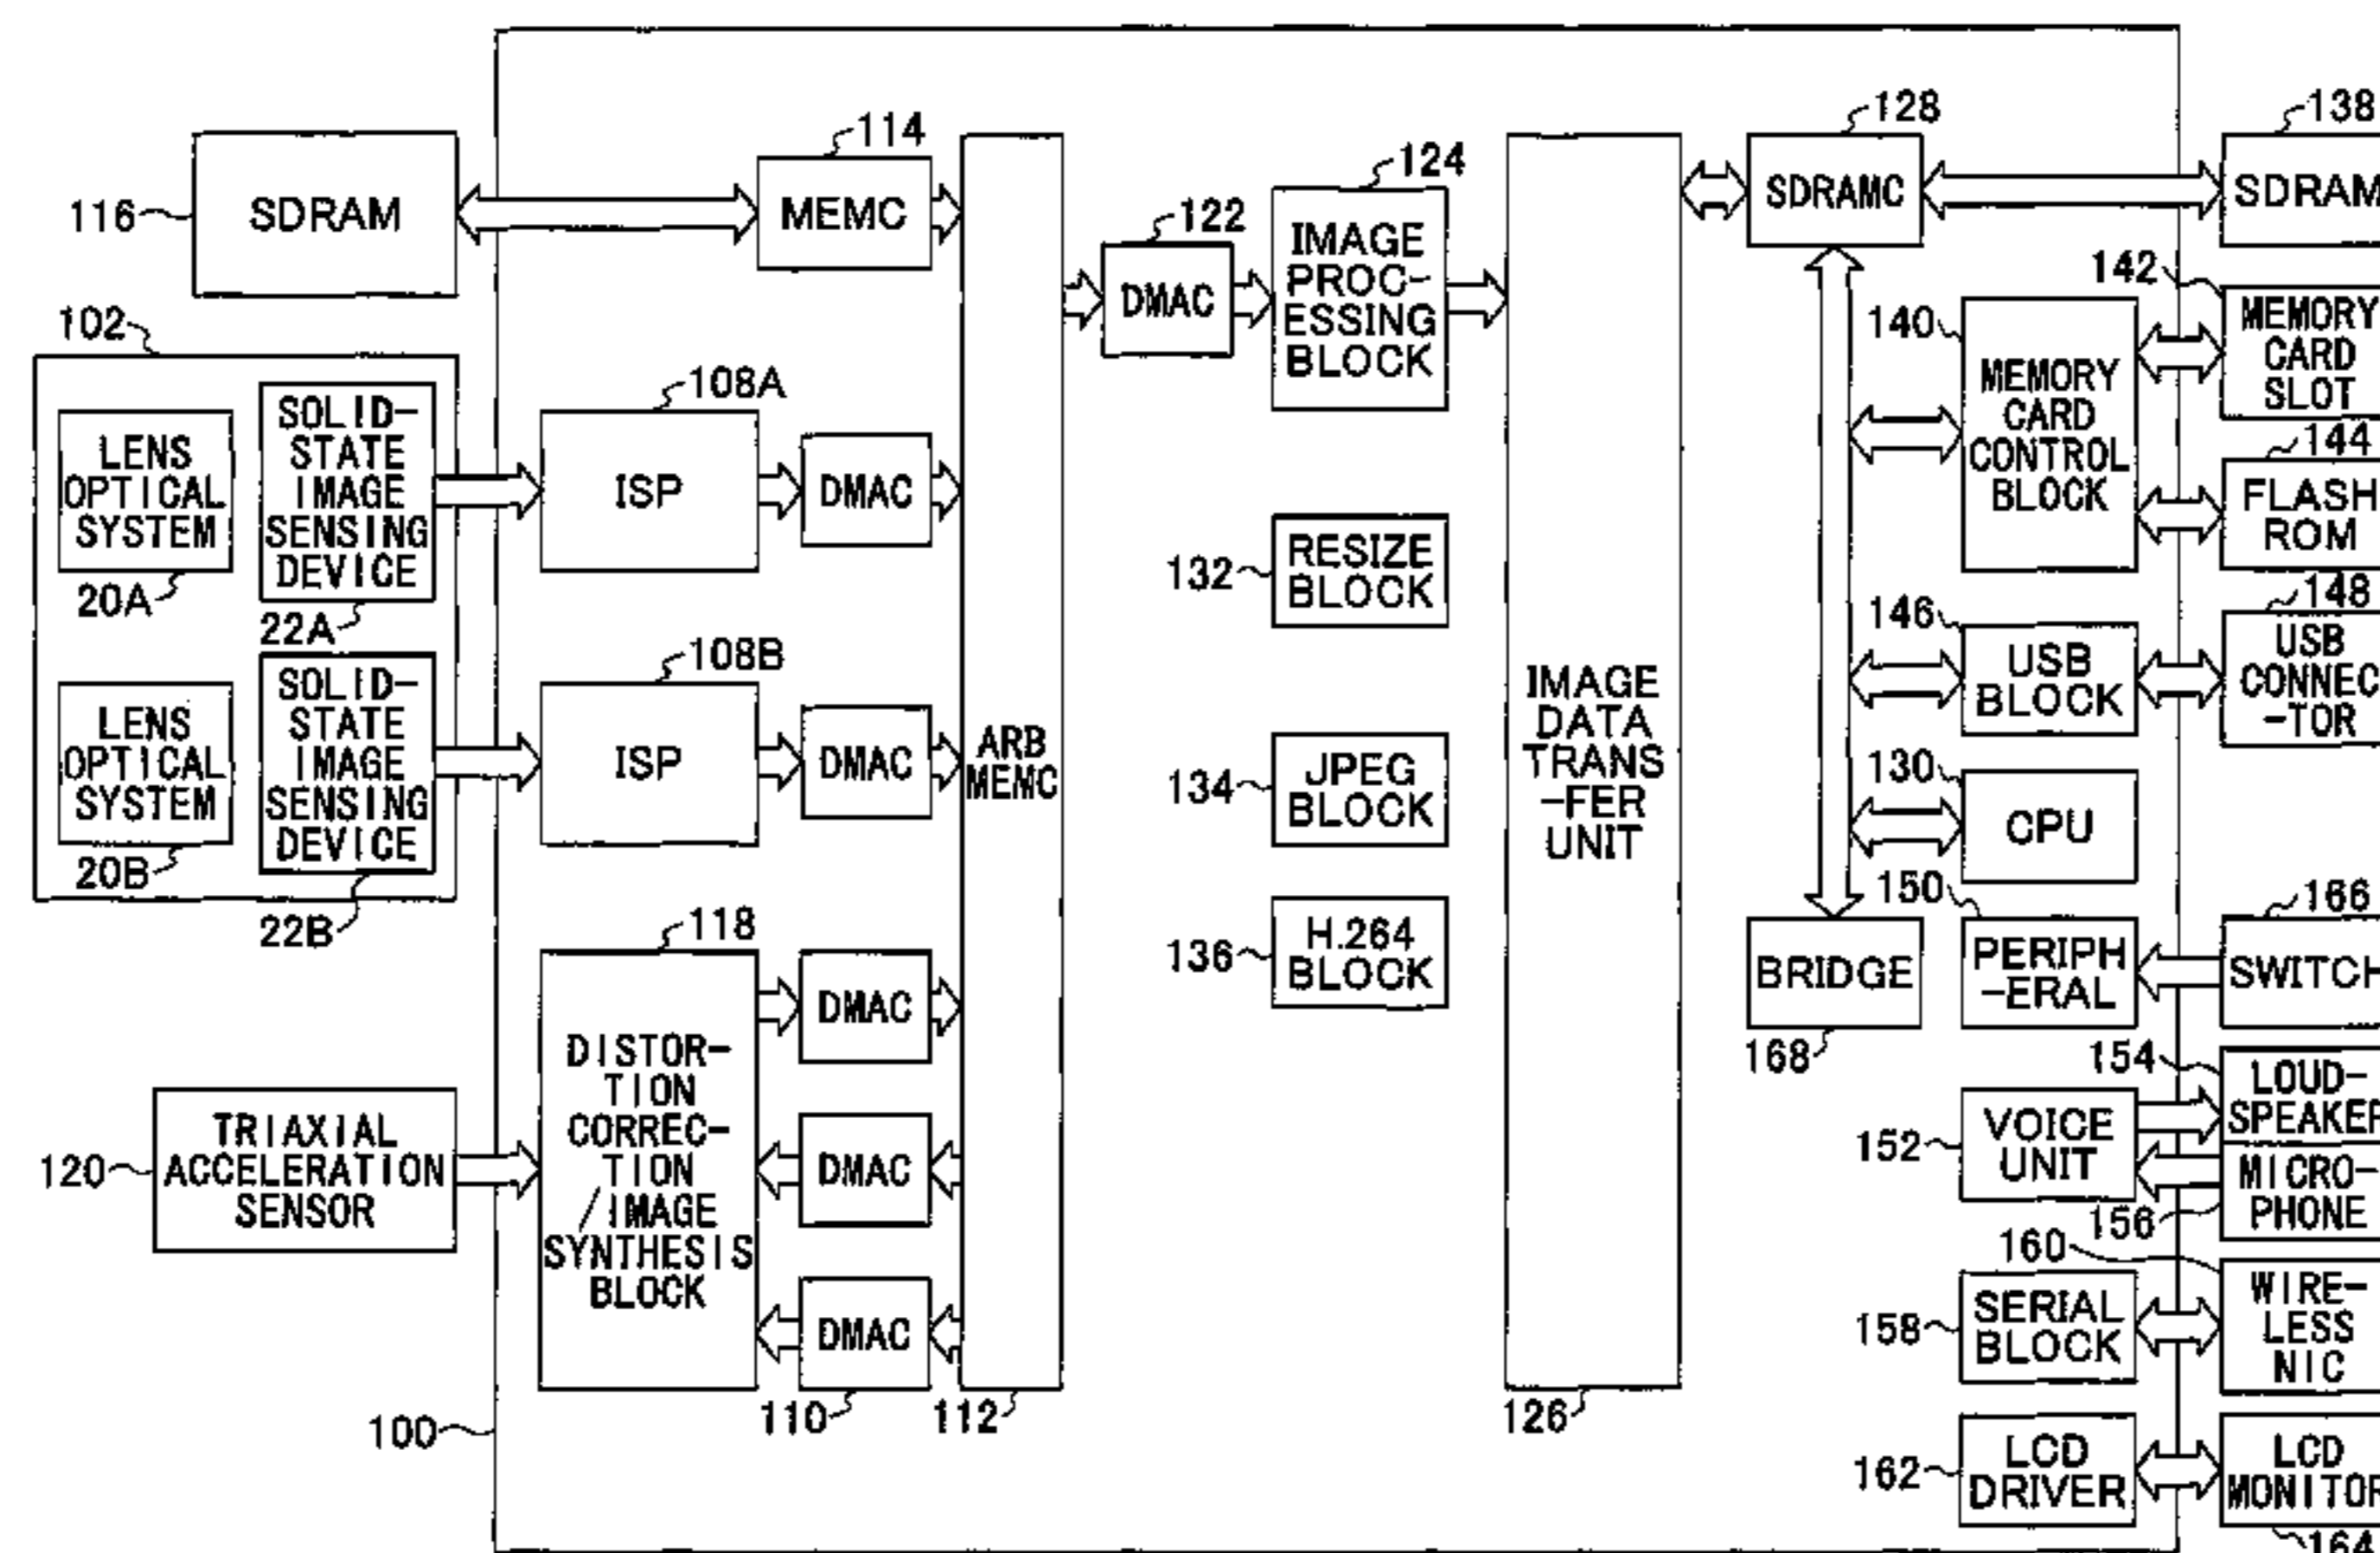 128
138
114
124
116
SDRAM
MEMC
122
IMAGE
PROC-
ESSING
BLOCK
DMAC
SDRAMC
SDRAM
142
MEMORY
CARD
SLOT
102
108A
140
MEMORY
CARD
CONTROL
BLOCK
144
FLASH
ROM
LENS
OPTICAL
SYSTEM
20A
SOLID-
STATE
IMAGE
SENSING
DEVICE
22A
ISP
DMAC
132
RESIZE
BLOCK
148
146
USB
BLOCK
USB
CONNEC
-TOR
108B
LENS
OPTICAL
SYSTEM
20B
SOLID-
STATE
IMAGE
SENSING
DEVICE
22B
ISP
DMAC
ARB
MEMC
134
JPEG
BLOCK
IMAGE
DATA
TRANS
-FER
UNIT
130
CPU
118
136
H.264
BLOCK
150
166
BRIDGE
168
PERIPH
-ERAL
SWITCH
DISTOR-
TION
CORREC-
TION
/IMAGE
SYNTHESIS
BLOCK
DMAC
DMAC
DMAC
110
112
120
TRIAXIAL
ACCELERATION
SENSOR
154
LOUD-
SPEAKER
152
VOICE
UNIT
MICRO-
PHONE
156
160
WIRE-
LESS
NIC
158
SERIAL
BLOCK
100
126
162
LCD
DRIVER
LCD
MONITOR
164